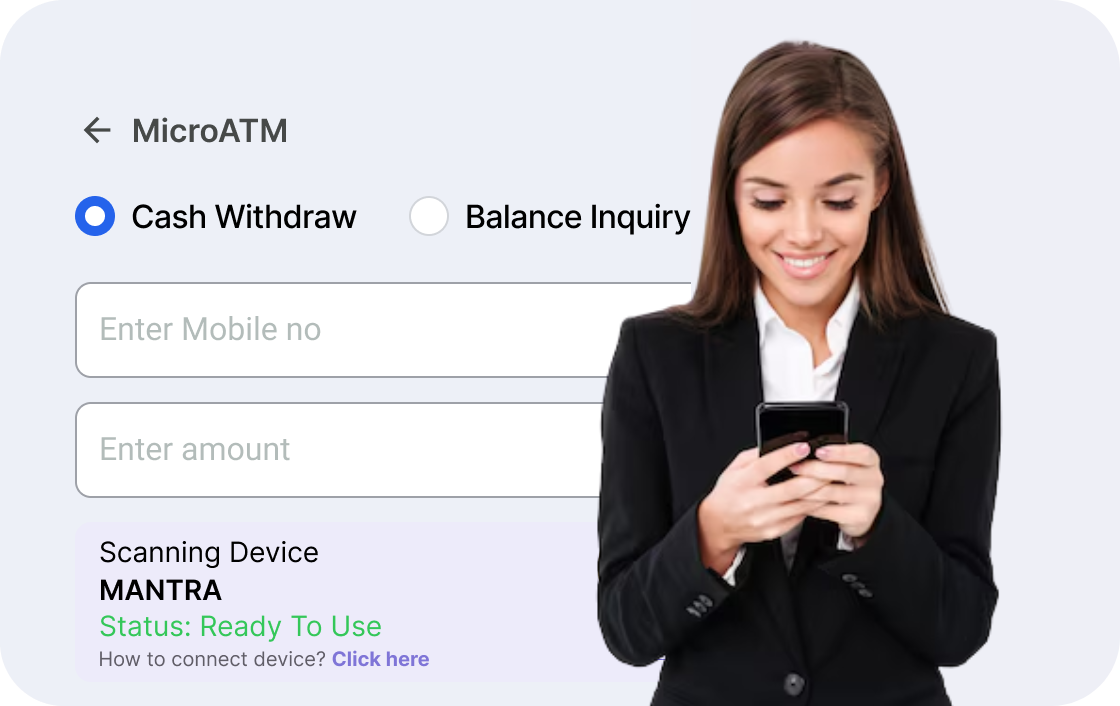 MicroATM
Cash Withdraw Balance Inquiry
Enter Mobile no
Enter amount
Scanning Device
MANTRA
Status: Ready To Use
How to connect device? Click here